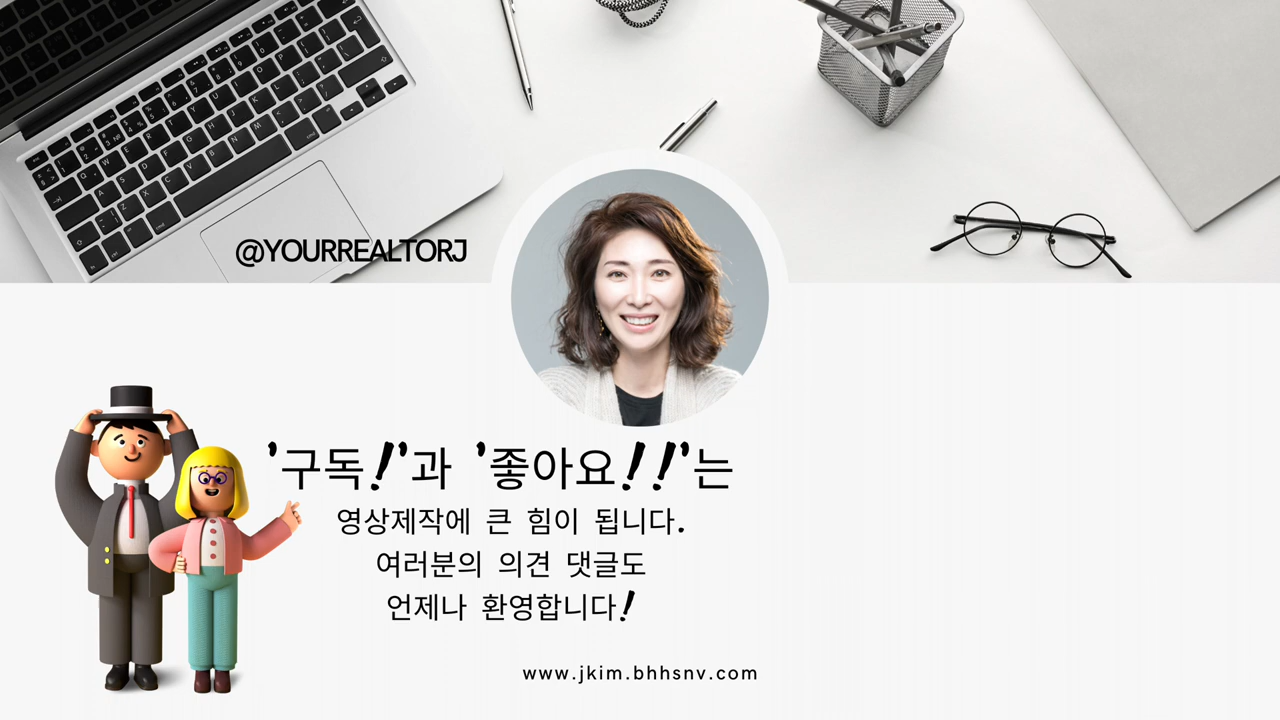 @YOURREALTORJ
'구독!'과 '좋아요!!'는
영상제작에 큰 힘이 됩니다.
여러분의 의견 댓글도
언제나 환영합니다!
www.jkim.bhhsnv.com